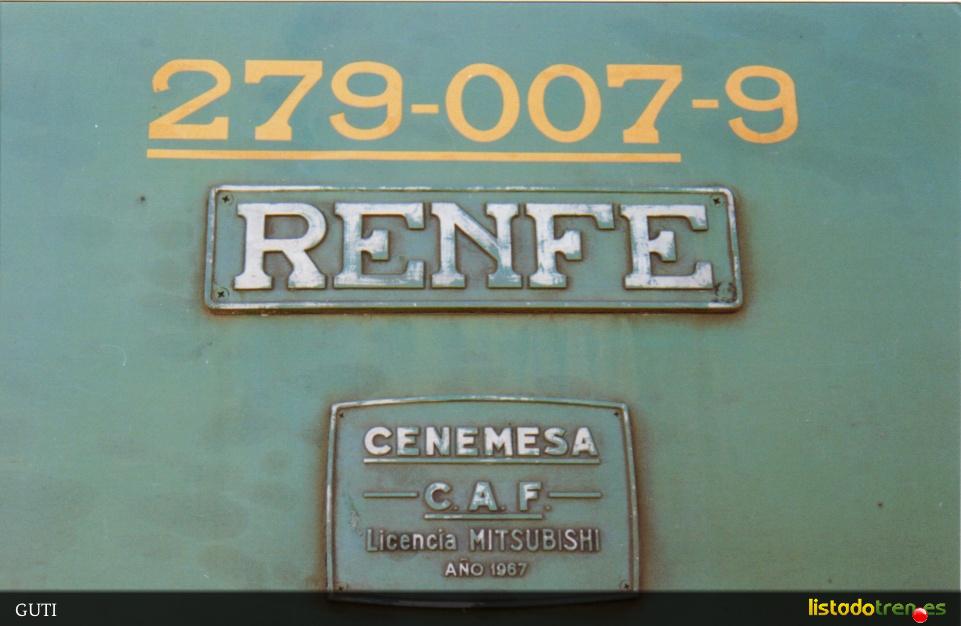 279-007-9
RENFE
CENEMESA
C.A.F.
Licencia MITSUBISHI
AÑO 1967
GUTI
listadotren.es